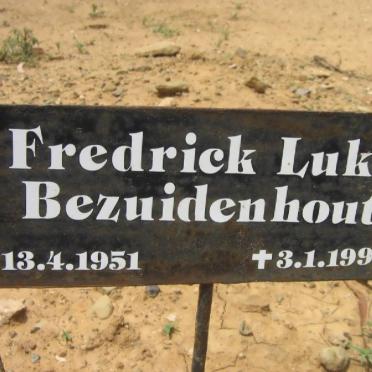 Fredrick Luk
Bezuidenhout
13.4.1951 ✝3.1.199